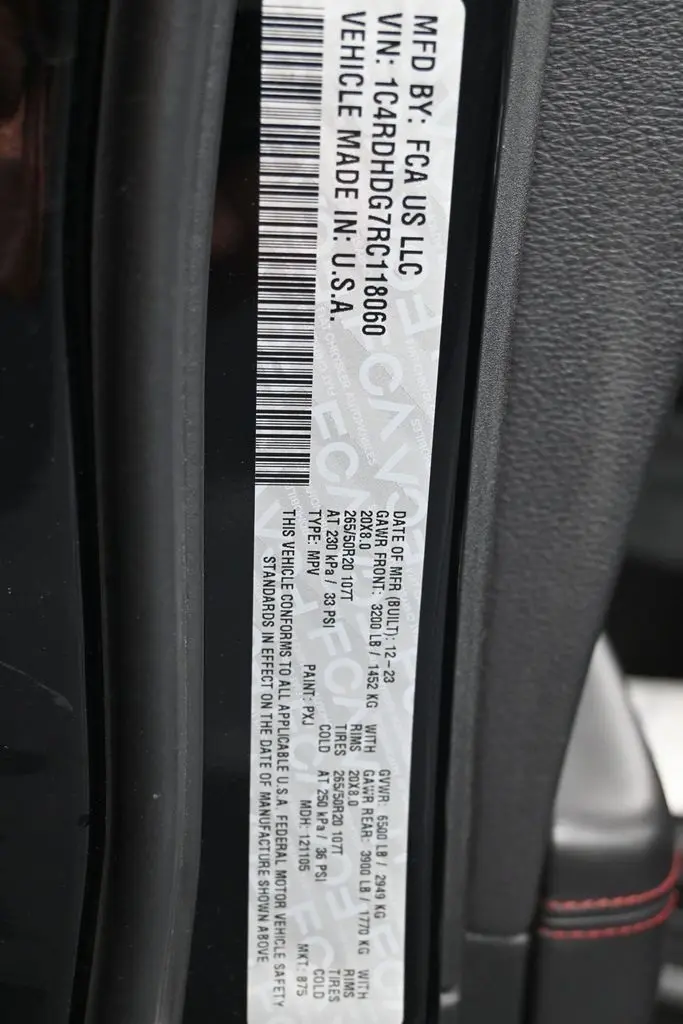 MFD BY: FCA US LLC
VIN: 1C4RDHDG7RC118060
VEHICLE MADE IN: U.S.A.
DATE OF MFR (BUILT): 12-23 GVWR: 6500 LB / 2949 KG
GAWR FRONT: 3200 LB / 1452 KG WITH GAWR REAR: 3900 LB / 1770 KG WITH
20X8.0 RIMS 20X8.0 RIMS
265/50R20 107T TIRES 265/50R20 107T TIRES
AT 230 kPa / 33 PSI COLD AT 250 kPa / 36 PSI COLD
TYPE: MPV PAINT: PXJ MDH: 121105 MKT: 875
THIS VEHICLE CONFORMS TO ALL APPLICABLE U.S.A. FEDERAL MOTOR VEHICLE SAFETY
STANDARDS IN EFFECT ON THE DATE OF MANUFACTURE SHOWN ABOVE